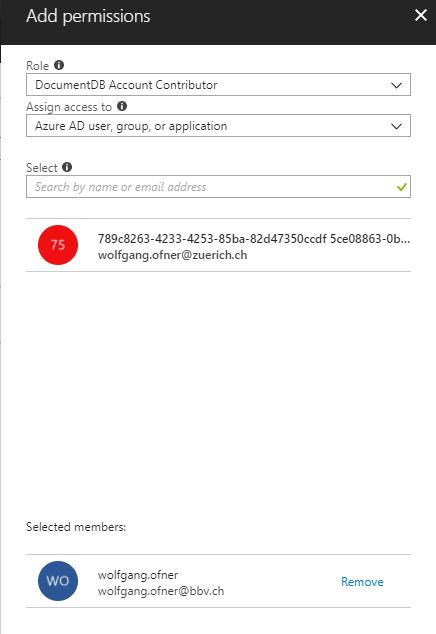 Add permissions
Role
DocumentDB Account Contributor
Assign access to
Azure AD user, group, or application
Select
Search by name or email address
75
789c8263-4233-4253-85ba-82d47350ccdf 5ce08863-0b...
wolfgang.ofner@zuerich.ch
Selected members:
WO
wolfgang.ofner
wolfgang.ofner@bbv.ch
Remove